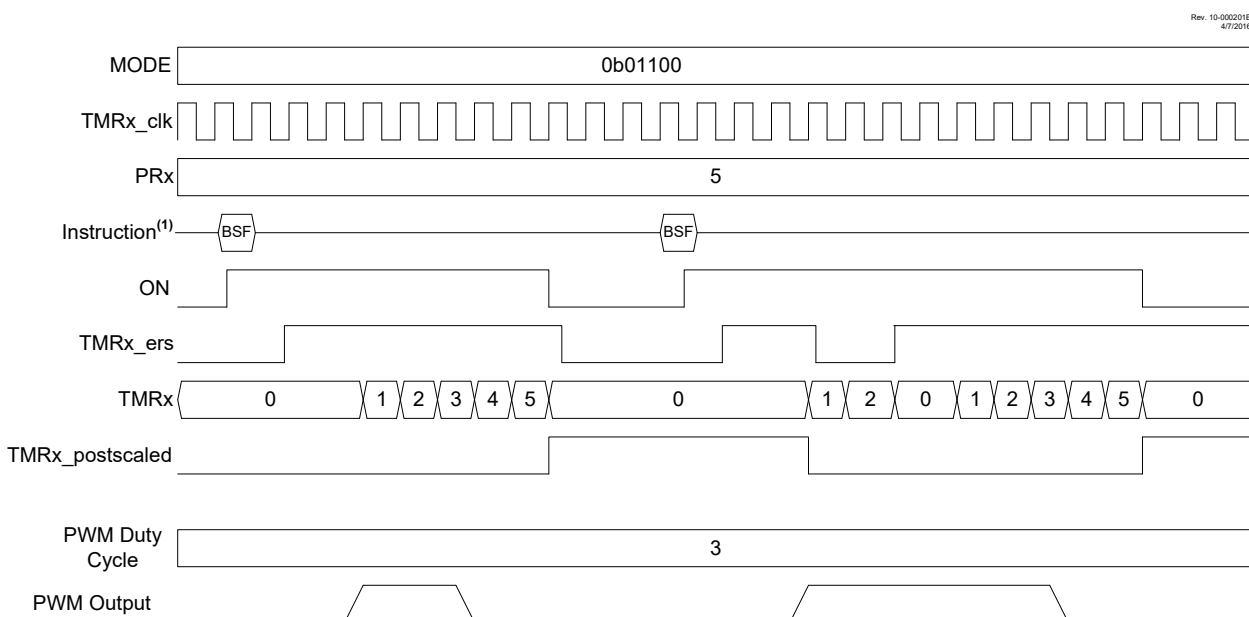 Rev. 10-000201B
4/7/2016
MODE 0b01100
TMRx_clk
PRx 5
Instruction(1) BSF BSF
ON
TMRx_ers
TMRx 0 1 2 3 4 5 0 1 2 0 1 2 3 4 5 0
TMRx_postscaled
PWM Duty
Cycle 3
PWM Output